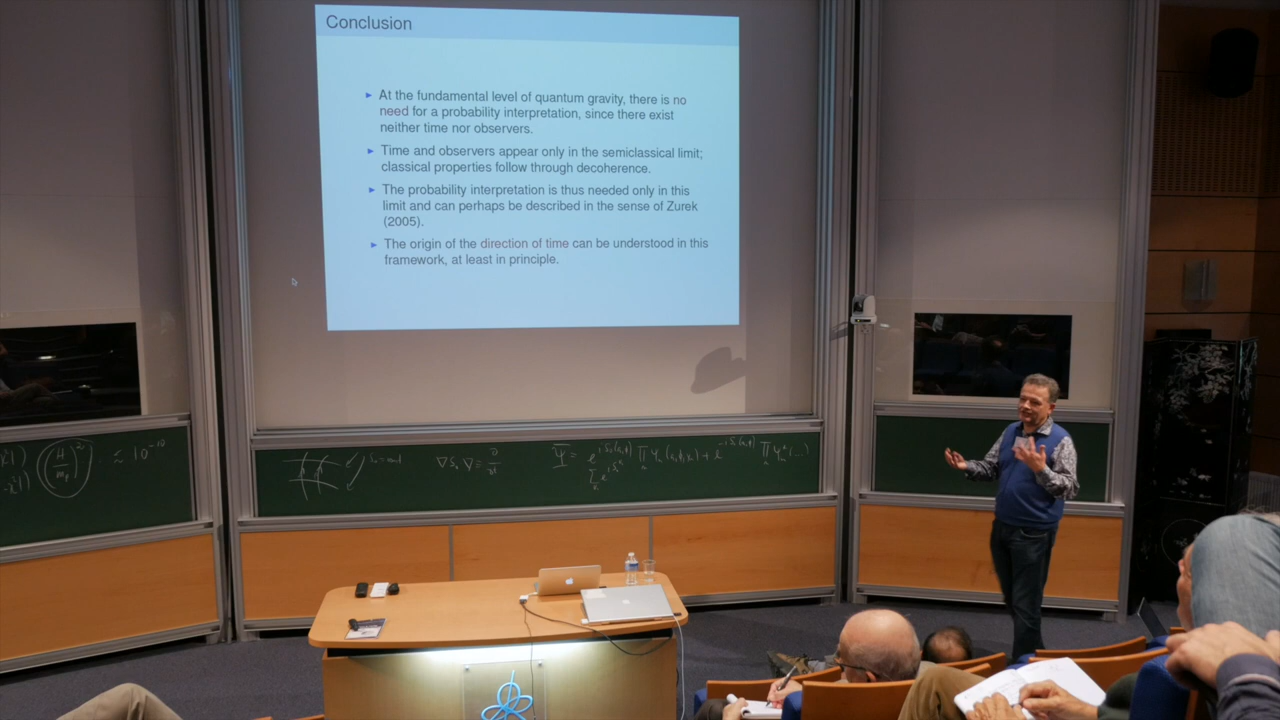 Conclusion
At the fundamental level of quantum gravity, there is no
need for a probability interpretation, since there exist
neither time nor observers.
Time and observers appear only in the semiclassical limit;
classical properties follow through decoherence.
The probability interpretation is thus needed only in this
limit and can perhaps be described in the sense of Zurek
(2005).
The origin of the direction of time can be understood in this
framework, at least in principle.